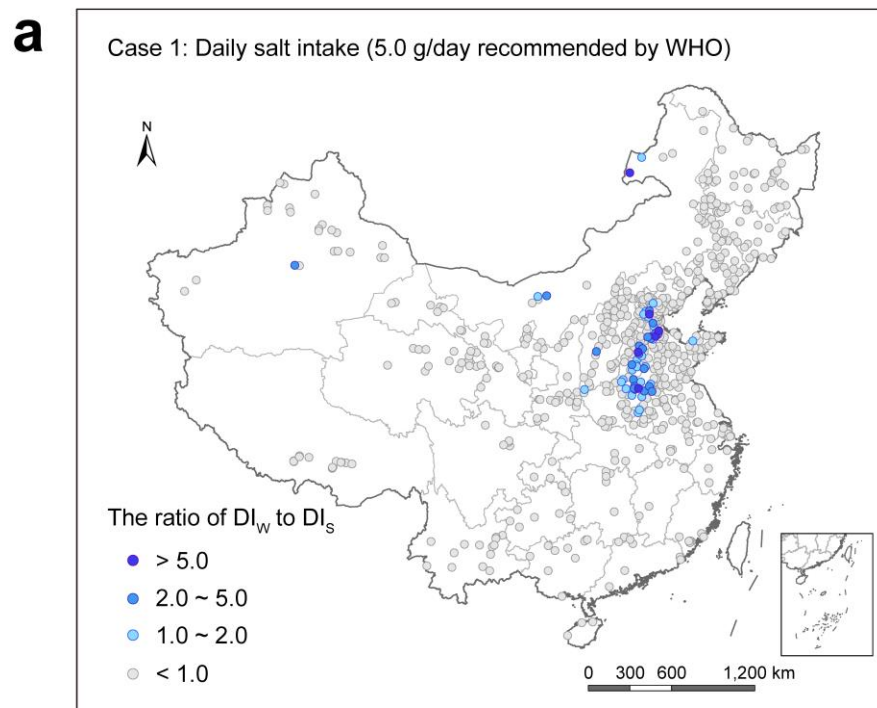 a
Case 1: Daily salt intake (5.0 g/day recommended by WHO)
N
The ratio of DIW to DIS
> 5.0
2.0 ~ 5.0
1.0 ~ 2.0
< 1.0
0 300 600 1,200 km